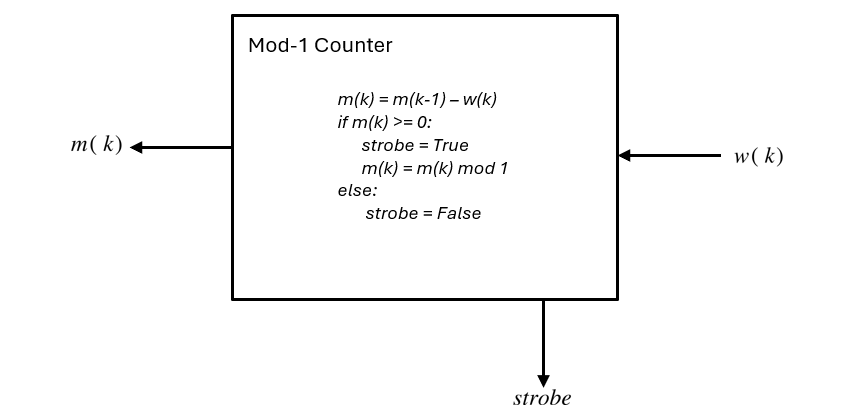 Mod-1 Counter
m(k) = m(k-1) – w(k)
if m(k) >= 0:
strobe = True
m(k) = m(k) mod 1
else:
strobe = False
m( k)
w( k)
strobe